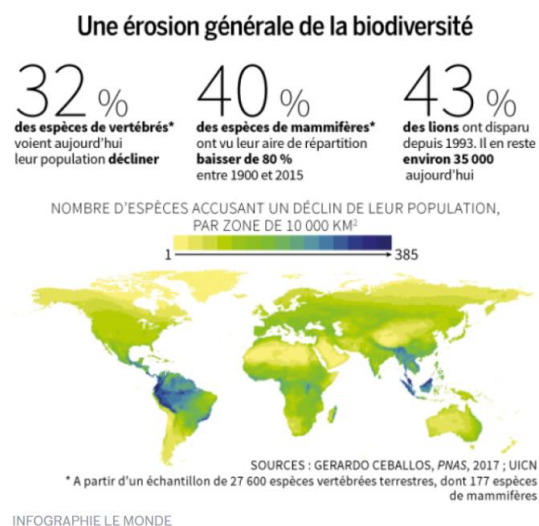 Une érosion générale de la biodiversité
32 %
des espèces de vertébrés*
voient aujourd'hui
leur population décliner
40 %
des espèces de mammifères*
ont vu leur aire de répartition
baisser de 80 %
entre 1900 et 2015
43 %
des lions ont disparu
depuis 1993. Il en reste
environ 35 000
aujourd'hui
NOMBRE D'ESPÈCES ACCUSANT UN DÉCLIN DE LEUR POPULATION,
PAR ZONE DE 10 000 KM²
1 385
SOURCES : GERARDO CEBALLOS, PNAS, 2017 ; UICN
* A partir d'un échantillon de 27 600 espèces vertébrées terrestres, dont 177 espèces
de mammifères
INFOGRAPHIE LE MONDE